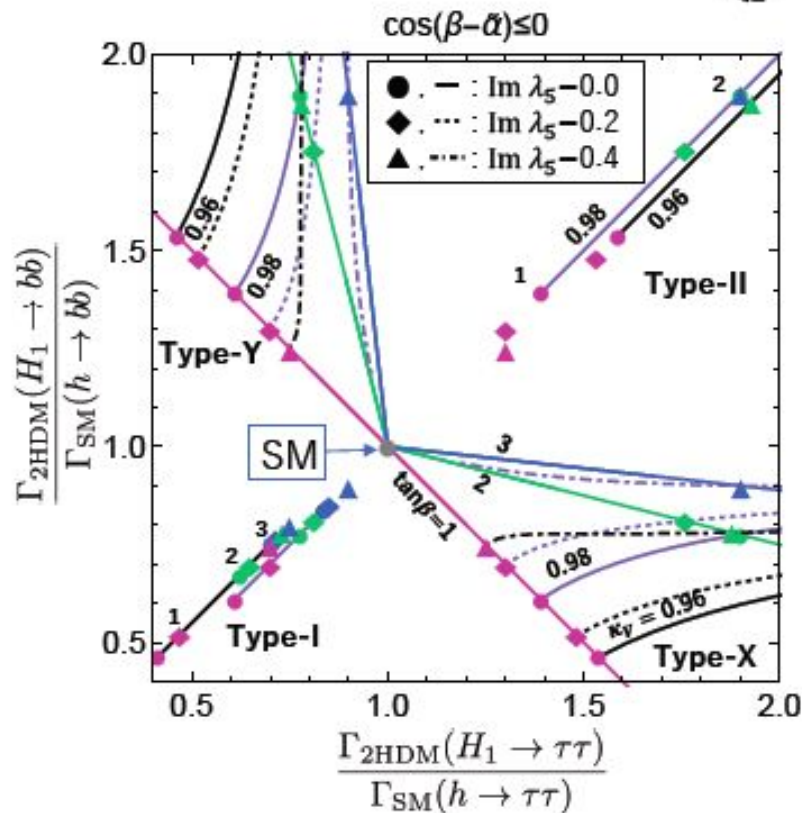 cos(β−α̃)≤0
2.0
1.5
1.0
0.5
0.5 1.0 1.5 2.0
Γ2HDM(H1 → bb)
ΓSM(h → bb)
Γ2HDM(H1 → ττ)
ΓSM(h → ττ)
● . — : Im λ5−0.0
◆ . ---- : Im λ5−0.2
▲ . -·-·- : Im λ5−0.4
2
0.98
0.96
1
Type-II
0.96
0.98
Type-Y
SM
tanβ=1
3
2
3
2
1
Type-I
0.98
κV = 0.96
Type-X